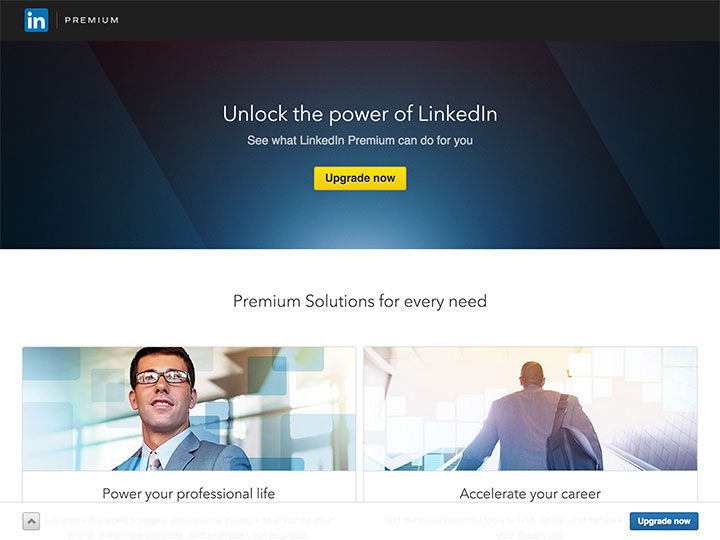 in PREMIUM
Unlock the power of LinkedIn
See what LinkedIn Premium can do for you
Upgrade now
Premium Solutions for every need
Power your professional life
Accelerate your career
Leverage the world's largest professional network to enhance your
brand, make new contacts, and promote your business.
Get our most powerful tools to find, apply, and network
your dream job.
Upgrade now